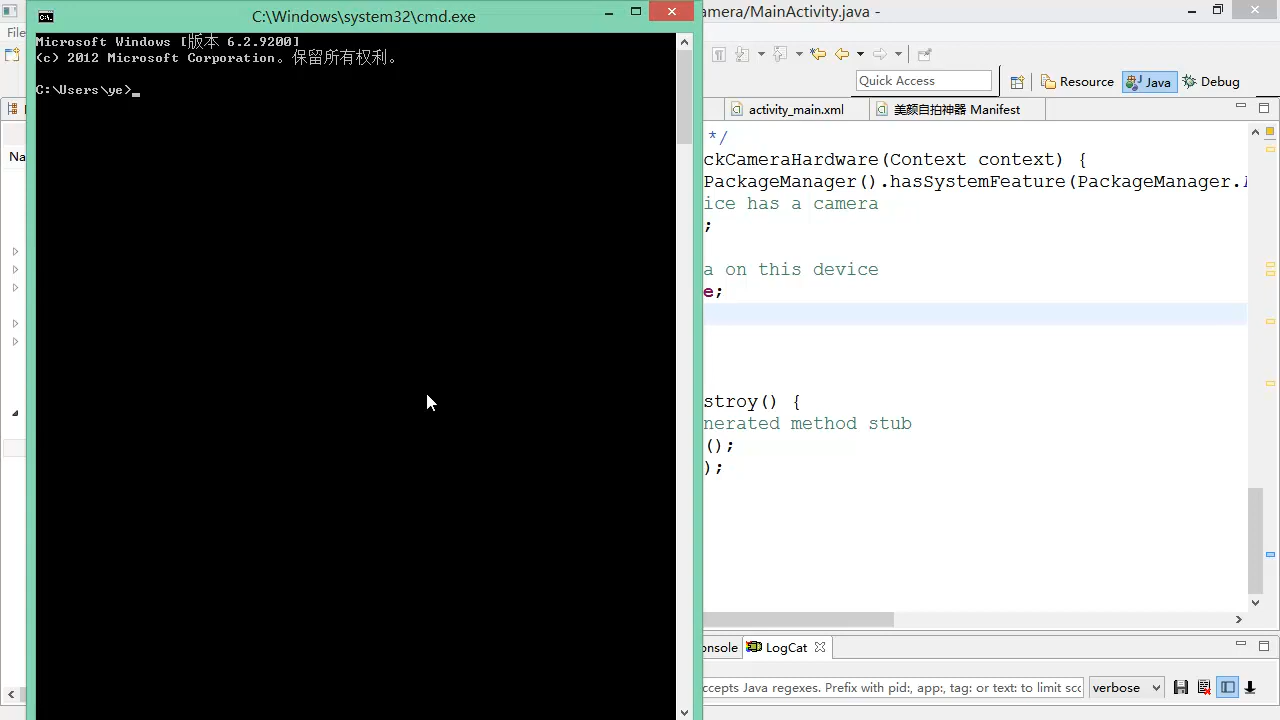 C:\Windows\system32\cmd.exe
Microsoft Windows [版本 6.2.9200]
(c) 2012 Microsoft Corporation。保留所有权利。
C:\Users\ye>
amera/MainActivity.java -
File
Quick Access
Resource
Java
Debug
activity_main.xml
美颜自拍神器 Manifest
Na
*/
ckCameraHardware(Context context) {
PackageManager().hasSystemFeature(PackageManager.
ice has a camera
;
a on this device
e;
stroy() {
nerated method stub
();
);
onsole
LogCat
ccepts Java regexes. Prefix with pid:, app:, tag: or text: to limit sco
verbose